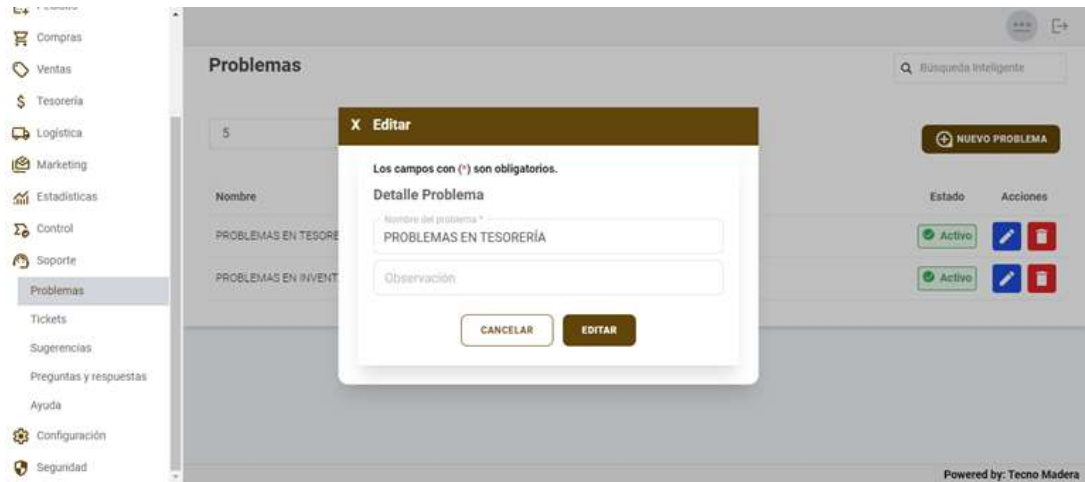 Compras
Ventas
Tesorería
Logística
Marketing
Estadísticas
Control
Soporte
Problemas
Tickets
Sugerencias
Preguntas y respuestas
Ayuda
Configuración
Seguridad
Problemas
Búsqueda Inteligente
5
NUEVO PROBLEMA
Nombre
Estado
Acciones
PROBLEMAS EN TESORE
Activo
PROBLEMAS EN INVENT
Activo
X Editar
Los campos con (*) son obligatorios.
Detalle Problema
Nombre del problema *
PROBLEMAS EN TESORERÍA
Observación
CANCELAR
EDITAR
Powered by: Tecno Madera